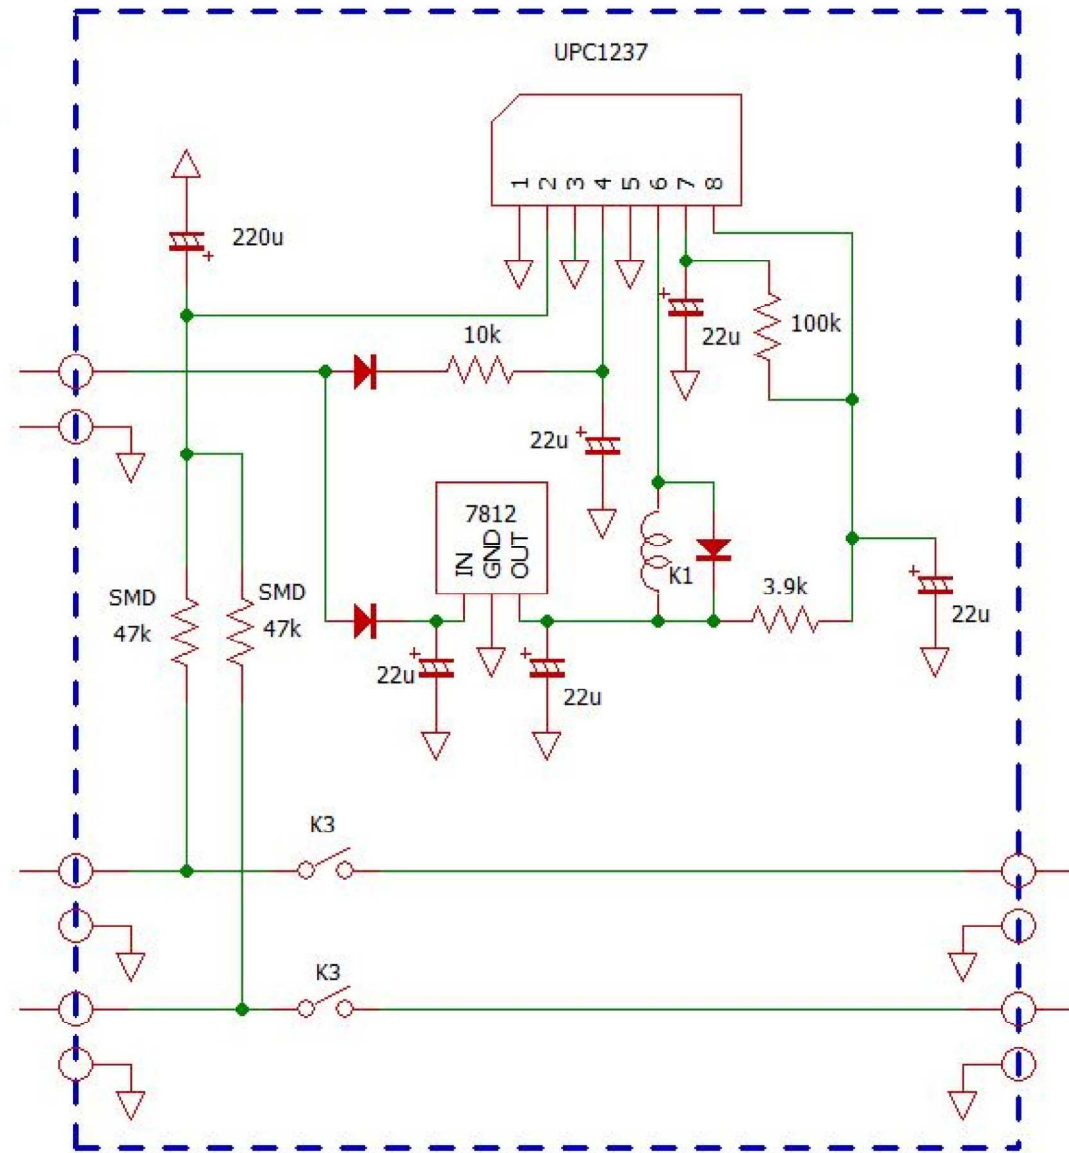 UPC1237
1 2 3 4 5 6 7 8
220u
+
+
22u
100k
10k
22u
+
7812
IN GND OUT
SMD
47k
SMD
47k
K1
3.9k
+
22u
+
22u
+
22u
K3
K3